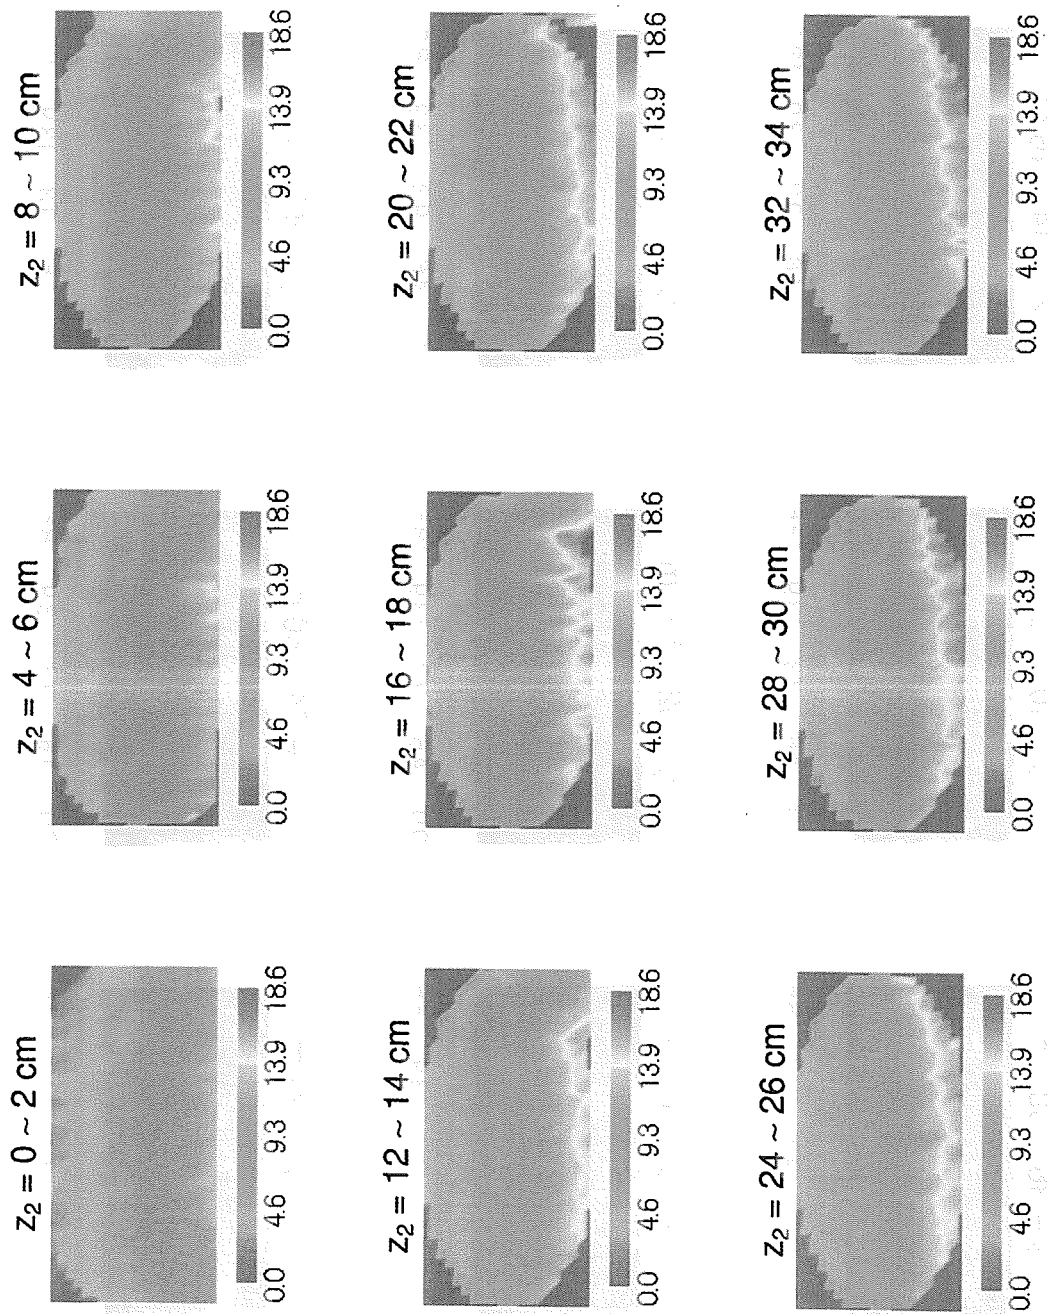 z₂ = 0 ~ 2 cm
0.0 4.6 9.3 13.9 18.6
z₂ = 4 ~ 6 cm
0.0 4.6 9.3 13.9 18.6
z₂ = 8 ~ 10 cm
0.0 4.6 9.3 13.9 18.6
z₂ = 12 ~ 14 cm
0.0 4.6 9.3 13.9 18.6
z₂ = 16 ~ 18 cm
0.0 4.6 9.3 13.9 18.6
z₂ = 20 ~ 22 cm
0.0 4.6 9.3 13.9 18.6
z₂ = 24 ~ 26 cm
0.0 4.6 9.3 13.9 18.6
z₂ = 28 ~ 30 cm
0.0 4.6 9.3 13.9 18.6
z₂ = 32 ~ 34 cm
0.0 4.6 9.3 13.9 18.6